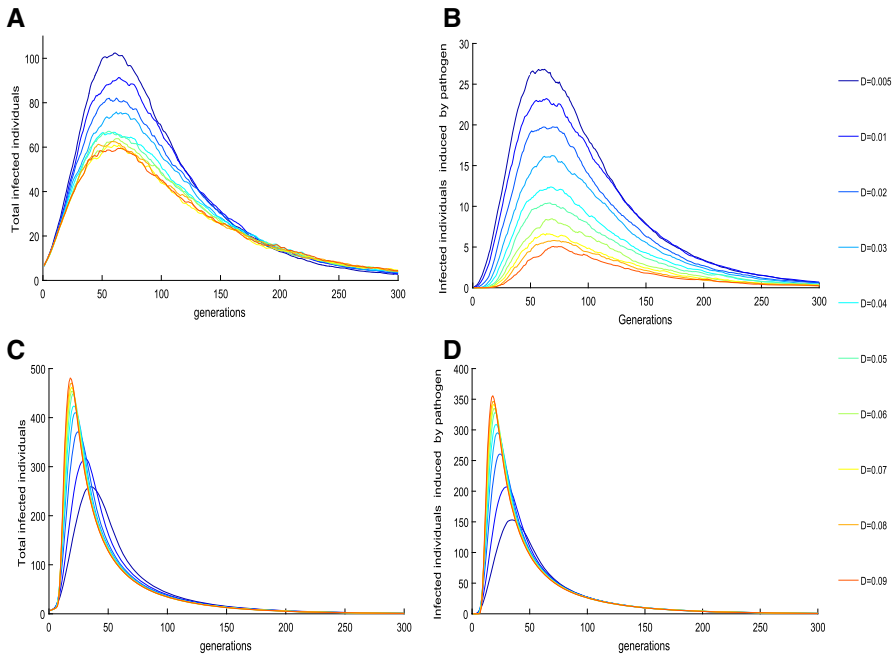 A
Total infected individuals
100
80
60
40
20
0
0 50 100 150 200 250 300
generations
B
Infected individuals induced by pathogen
30
25
20
15
10
5
0
0 50 100 150 200 250 300
Generations
C
Total infected individuals
500
400
300
200
100
0
0 50 100 150 200 250 300
generations
D
Infected individuals induced by pathogen
400
350
300
250
200
150
100
50
0
0 50 100 150 200 250 300
generations
D=0.005
D=0.01
D=0.02
D=0.03
D=0.04
D=0.05
D=0.06
D=0.07
D=0.08
D=0.09